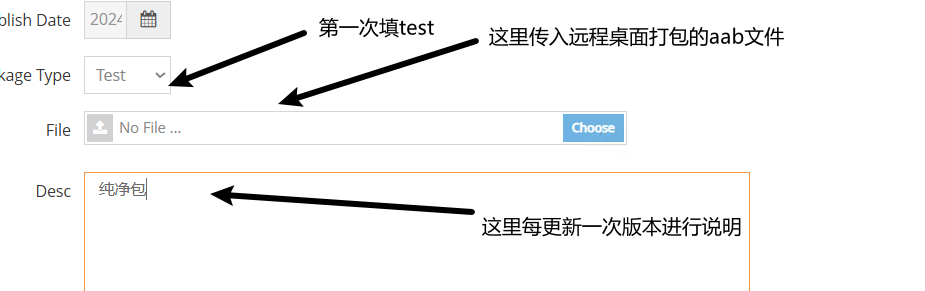 blish Date 2024
第一次填test
这里传入远程桌面打包的aab文件
kage Type Test
File No File ... Choose
Desc 纯净包
这里每更新一次版本进行说明